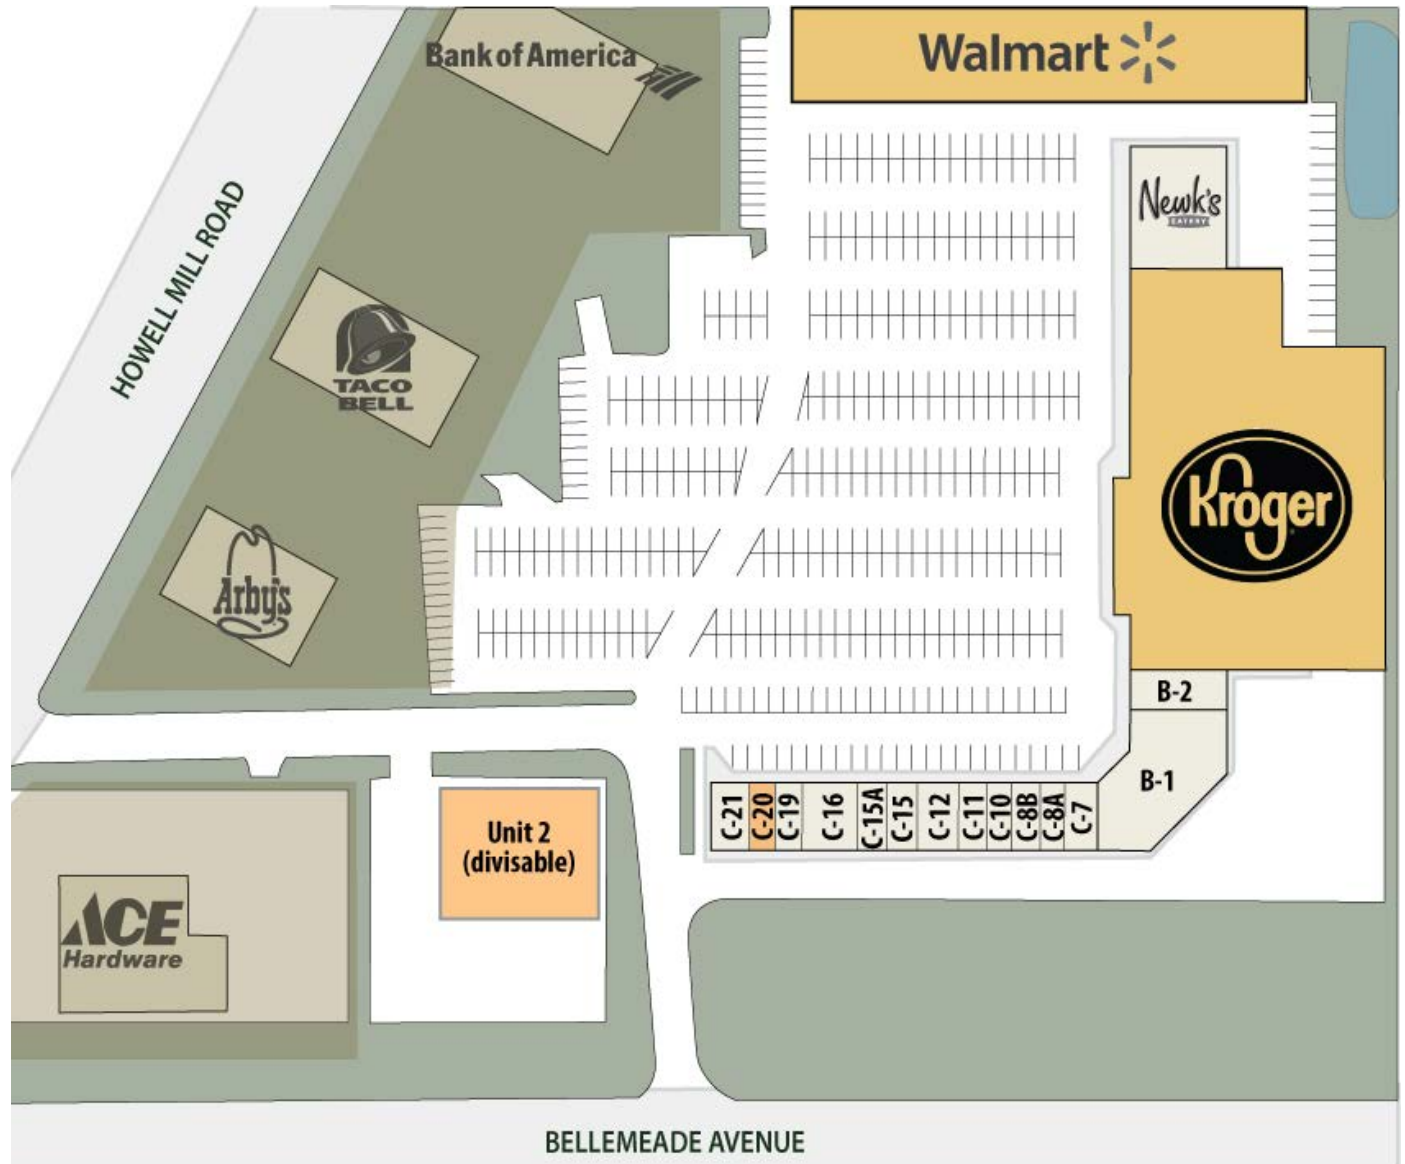 Bank of America
Walmart
HOWELL MILL ROAD
Newk's
EATERY
TACO
BELL
Kroger
Arby's
B-2
B-1
C-21
C-20
C-19
C-16
C-15A
C-15
C-12
C-11
C-10
C-8B
C-8A
C-7
Unit 2
(divisable)
ACE
Hardware
BELLEMEADE AVENUE